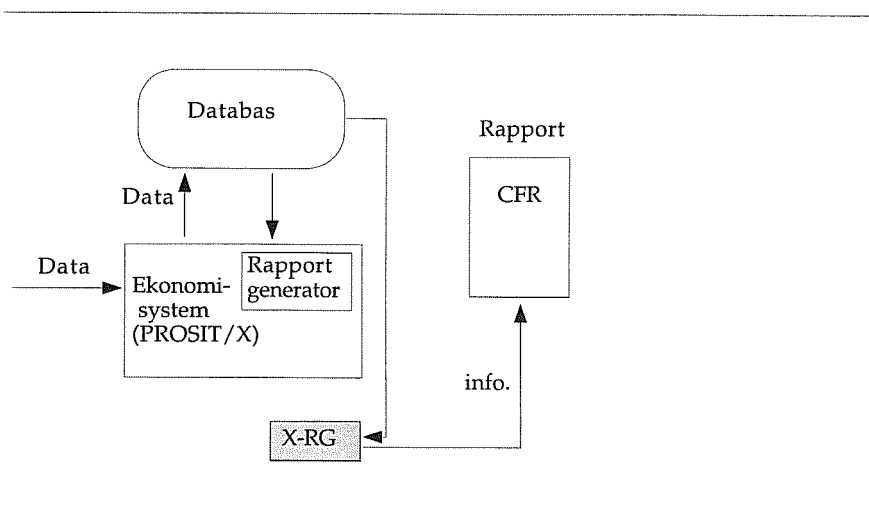 Databas
Rapport
CFR
Data
Data
Rapport
generator
Ekonomi-
system
(PROSIT/X)
info.
X-RG